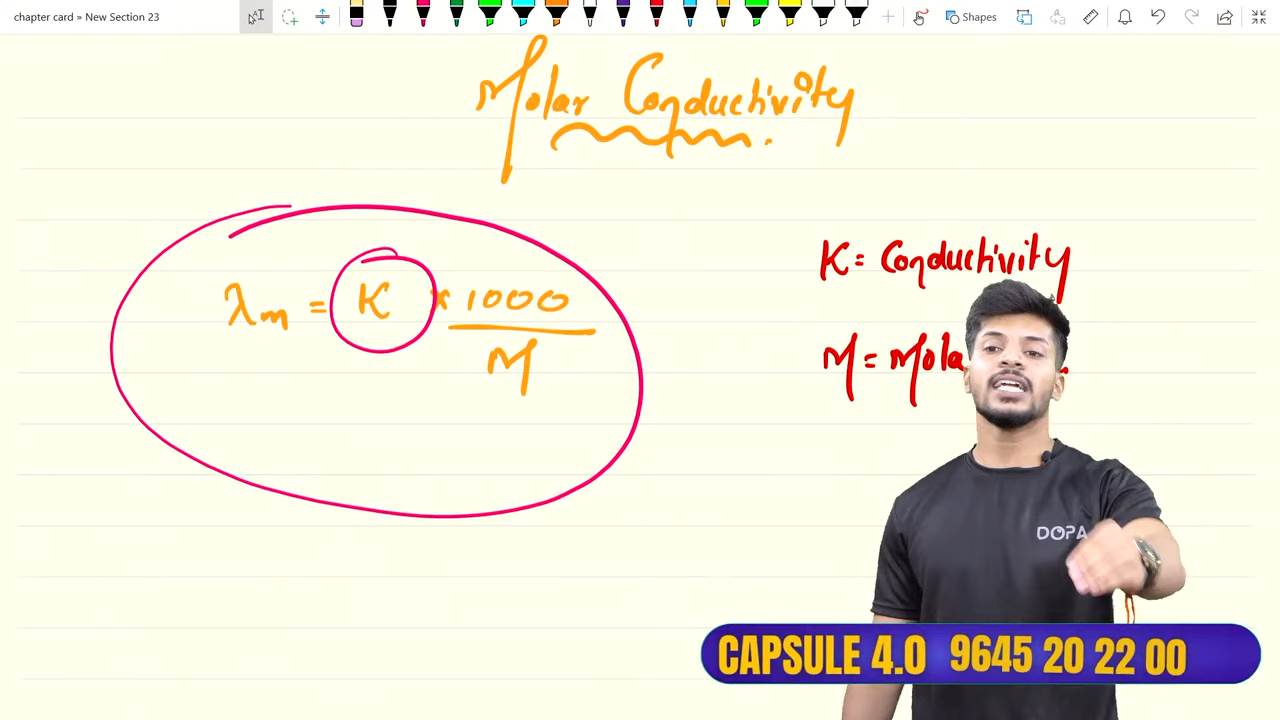 chapter card » New Section 23
Shapes
Molar Conductivity
λm = K × 1000
M
K = Conductivity
M = Mola
DOPA
CAPSULE 4.0 9645 20 22 00